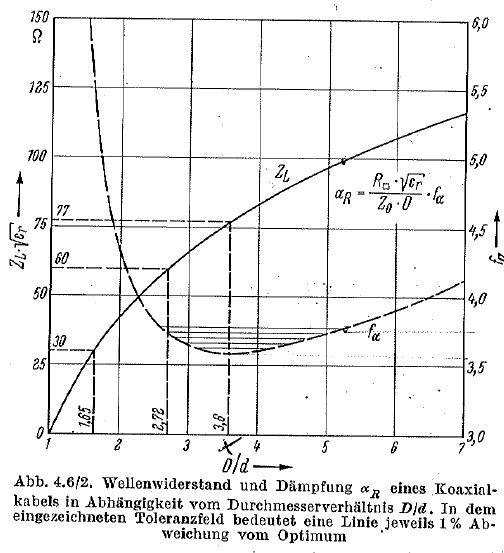 150
Ω
125
100
77
75
60
50
30
25
0
Z_L·√ε_r
6,0
5,5
5,0
4,5
4,0
3,5
3,0
Z_L
α_R = R_□·√ε_r / Z_0·D · f_α
f_α
1,65
2,72
3,6
1 2 3 4 5 6 7
D/d
Abb. 4.6/2. Wellenwiderstand und Dämpfung α_R eines Koaxial-
kabels in Abhängigkeit vom Durchmesserverhältnis D/d. In dem
eingezeichneten Toleranzfeld bedeutet eine Linie jeweils 1% Ab-
weichung vom Optimum